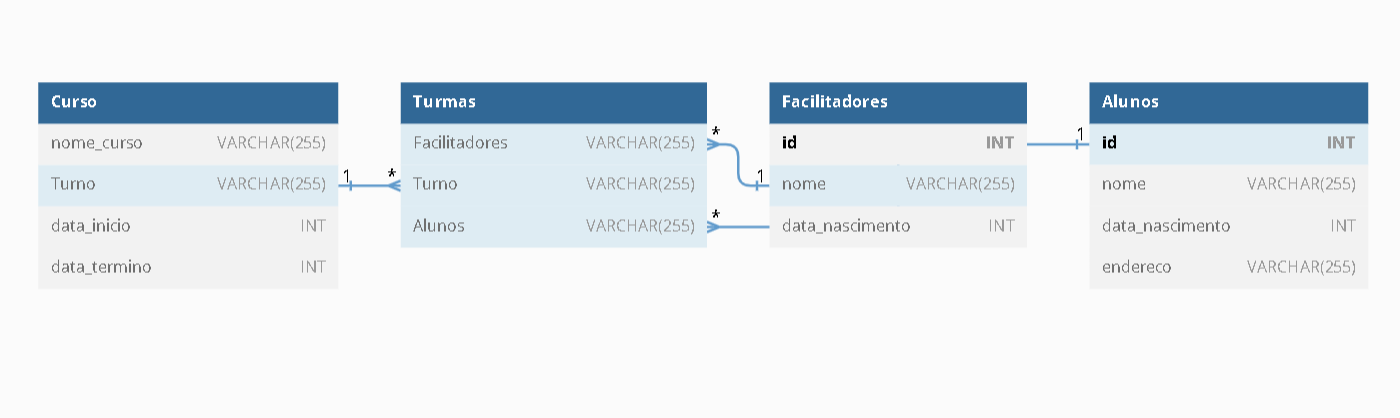 Curso
nome_curso VARCHAR(255)
Turno VARCHAR(255)
data_inicio INT
data_termino INT
1 *
Turmas
Facilitadores VARCHAR(255)
Turno VARCHAR(255)
Alunos VARCHAR(255)
* 1
*
Facilitadores
id INT
nome VARCHAR(255)
data_nascimento INT
1
Alunos
id INT
nome VARCHAR(255)
data_nascimento INT
endereco VARCHAR(255)